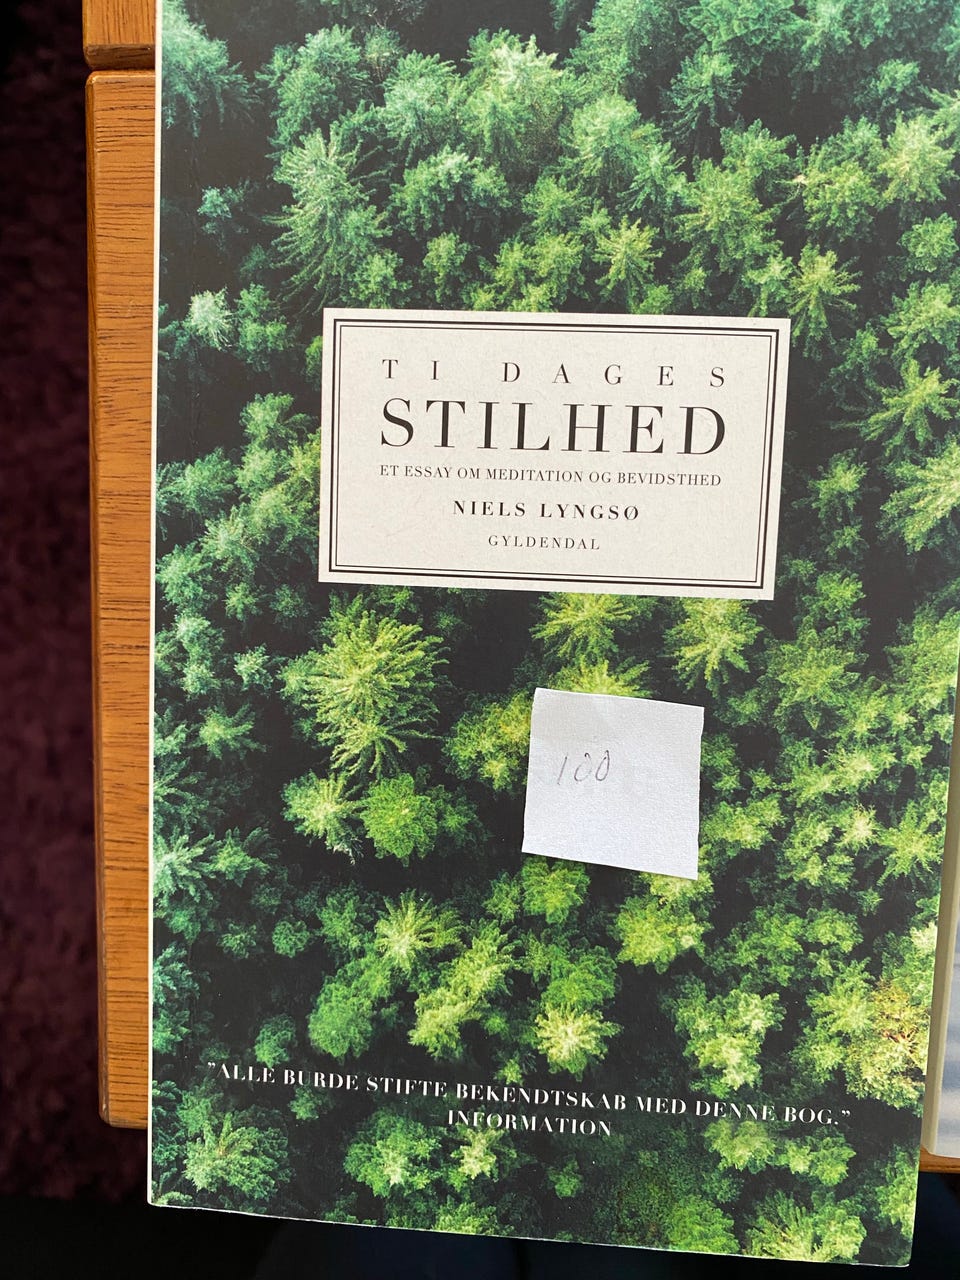 TI DAGES
STILHED
ET ESSAY OM MEDITATION OG BEVIDSTHED
NIELS LYNGSØ
GYLDENDAL
100
"ALLE BURDE STIFTE BEKENDTSKAB MED DENNE BOG."
INFORMATION